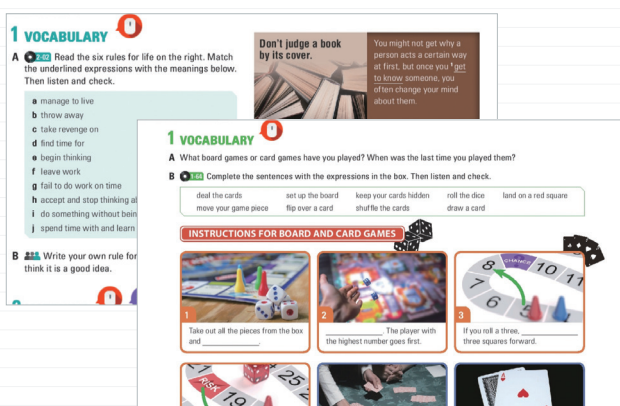 1 VOCABULARY
A 2-02 Read the six rules for life on the right. Match
the underlined expressions with the meanings below.
Then listen and check.
a manage to live
b throw away
c take revenge on
d find time for
e begin thinking
f leave work
g fail to do work on time
h accept and stop thinking
i do something without
j spend time with and learn
B Write your own rule for
think it is a good idea.
Don't judge a book
by its cover.
You might not get why a
person acts a certain way
at first, but once you 1 get
to know someone, you
often change your mind
about them.
1 VOCABULARY
A What board games or card games have you played? When was the last time you played them?
B Complete the sentences with the expressions in the box. Then listen and check.
deal the cards set up the board keep your cards hidden roll the dice land on a red square
move your game piece flip over a card shuffle the cards draw a card
INSTRUCTIONS FOR BOARD AND CARD GAMES
1
Take out all the pieces from the box
and ____________.
2
____________. The player with
the highest number goes first.
3
8 CHANCE 10 11
7
6
5
If you roll a three, ____________
three squares forward.
RISK
19
25